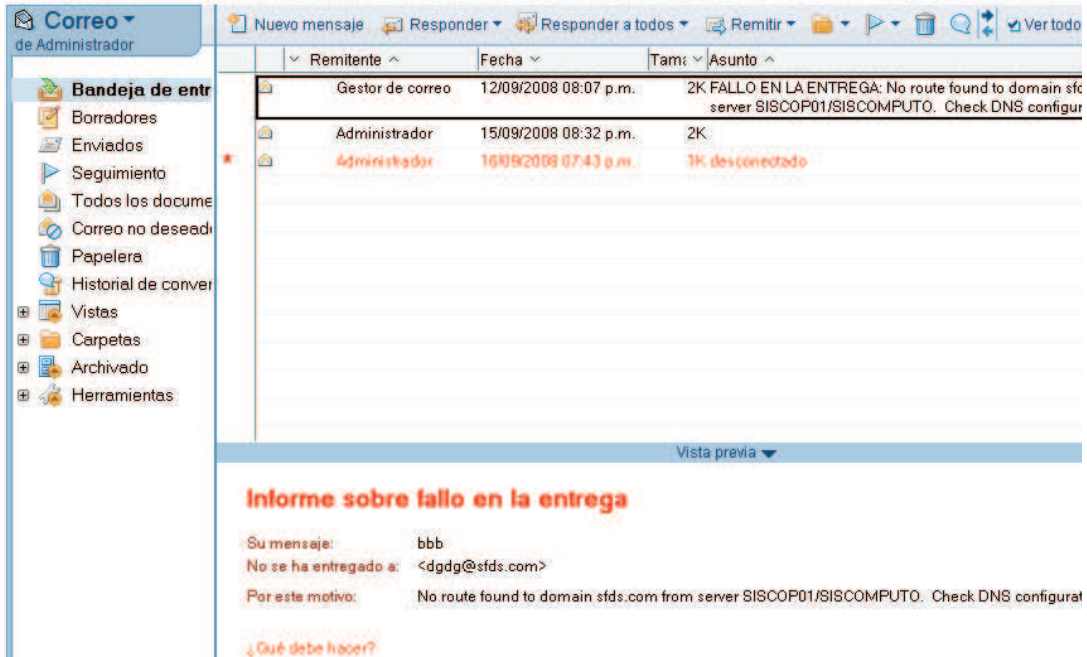 Correo
de Administrador
Nuevo mensaje Responder Responder a todos Remitir Ver todo
Bandeja de entr
Borradores
Enviados
Seguimiento
Todos los docume
Correo no desead
Papelera
Historial de conver
Vistas
Carpetas
Archivado
Herramientas
Remitente Fecha Tama Asunto
Gestor de correo 12/09/2008 08:07 p.m. 2K FALLO EN LA ENTREGA: No route found to domain sfd
server SISCOP01/SISCOMPUTO. Check DNS configur
Administrador 15/09/2008 08:32 p.m. 2K
Administrador 16/09/2008 07:43 p.m. 1K desconectado
Vista previa
Informe sobre fallo en la entrega
Su mensaje: bbb
No se ha entregado a: <dgdg@sfds.com>
Por este motivo: No route found to domain sfds.com from server SISCOP01/SISCOMPUTO. Check DNS configurat
¿Qué debe hacer?